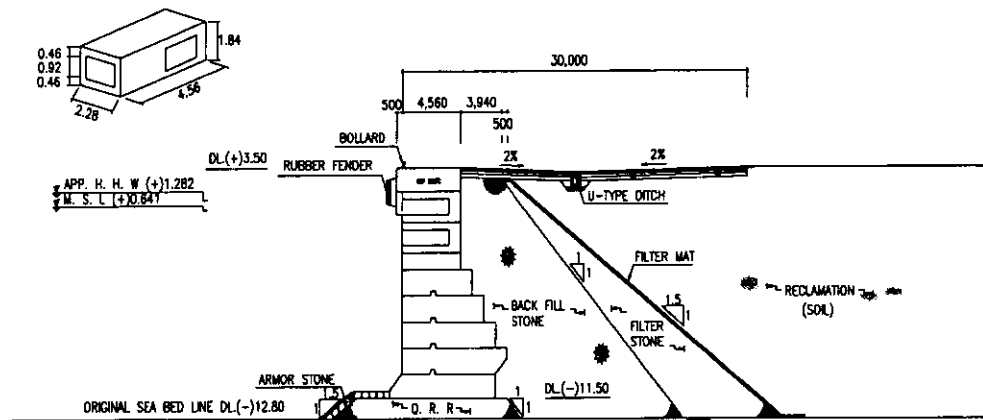 0.46
0.92
0.46
2.28
4.56
1.84
30,000
500
4,560
3,940
500
BOLLARD
DL.(+)3.50
RUBBER FENDER
2%
2%
APP. H. H. W (+)1.282
M. S. L (+)0.647
U-TYPE DITCH
1
1
FILTER MAT
RECLAMATION
(SOIL)
1.5
1
BACK FILL
STONE
FILTER
STONE
ARMOR STONE
DL(-)11.50
1.5
1
ORIGINAL SEA BED LINE DL.(-)12.80
Q. R. R
1
1